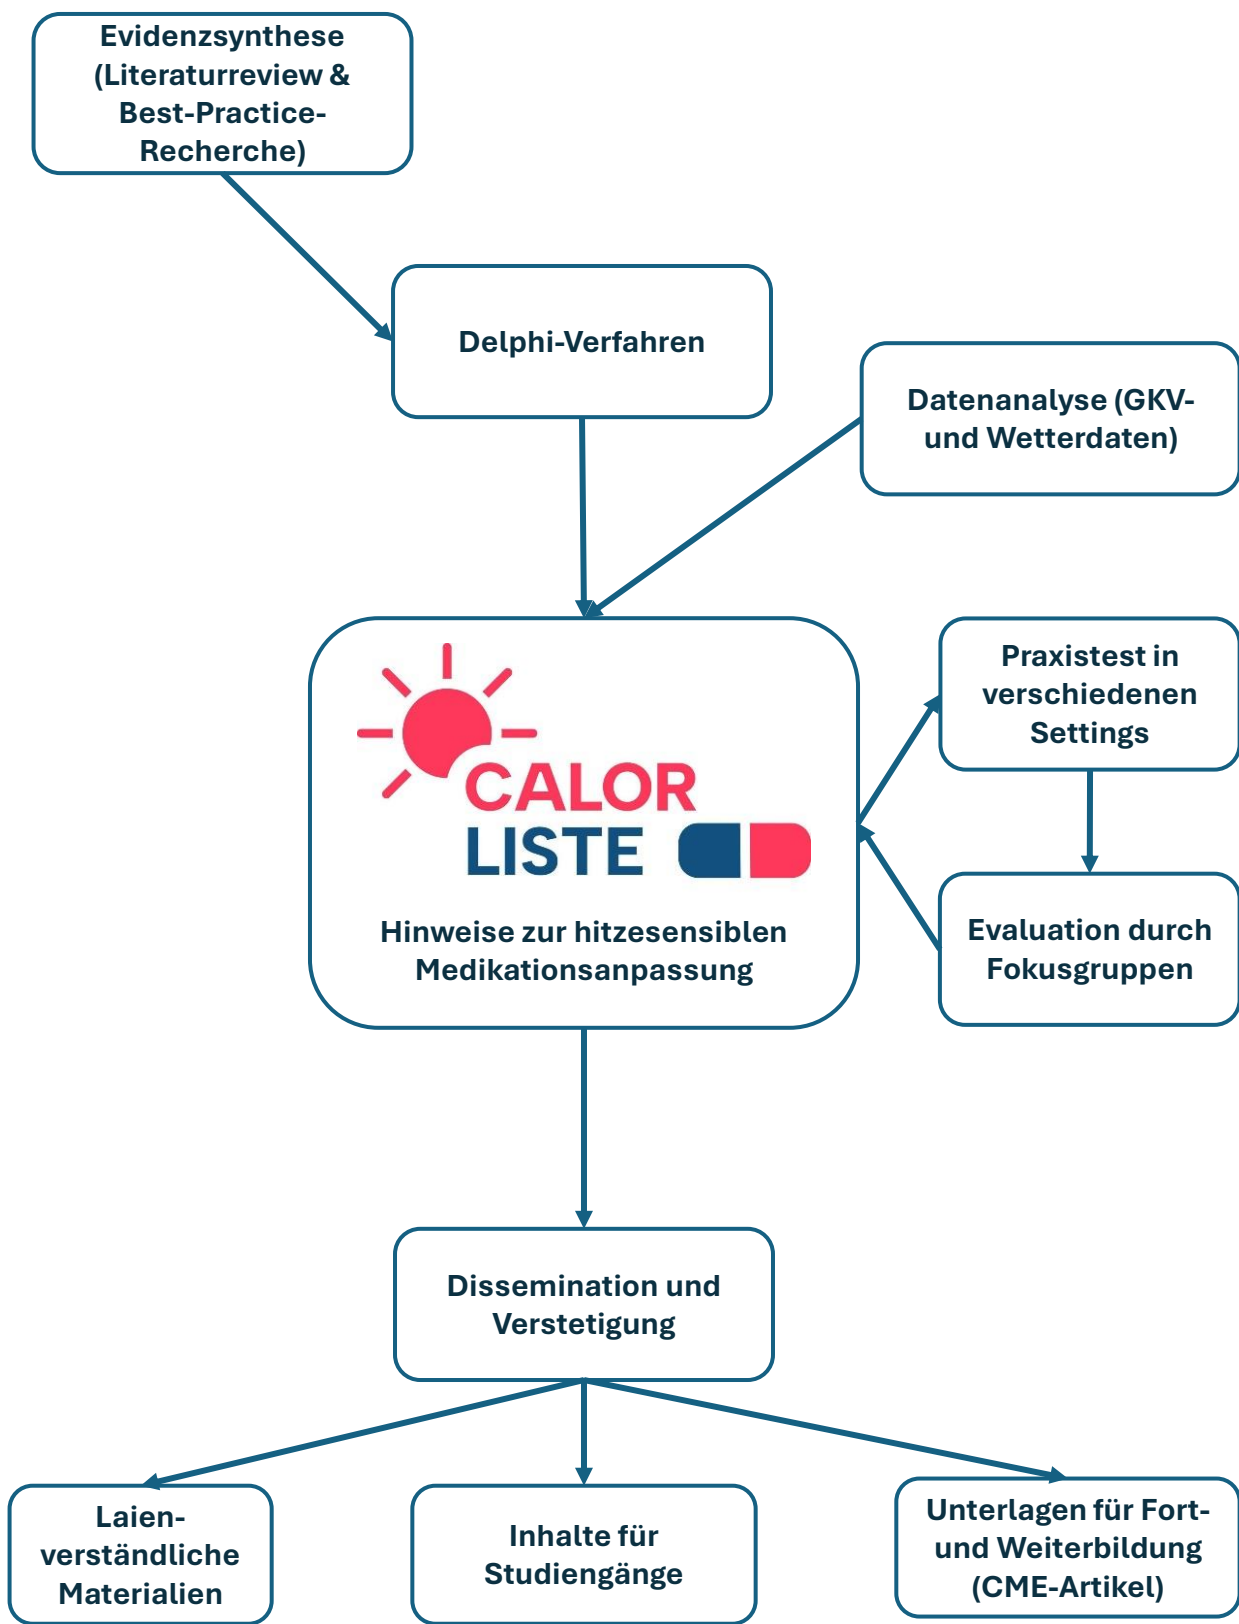 Evidenzsynthese
(Literaturreview &
Best-Practice-
Recherche)
Delphi-Verfahren
Datenanalyse (GKV-
und Wetterdaten)
CALOR
LISTE
Hinweise zur hitzesensiblen
Medikationsanpassung
Praxistest in
verschiedenen
Settings
Evaluation durch
Fokusgruppen
Dissemination und
Verstetigung
Laien-
verständliche
Materialien
Inhalte für
Studiengänge
Unterlagen für Fort-
und Weiterbildung
(CME-Artikel)